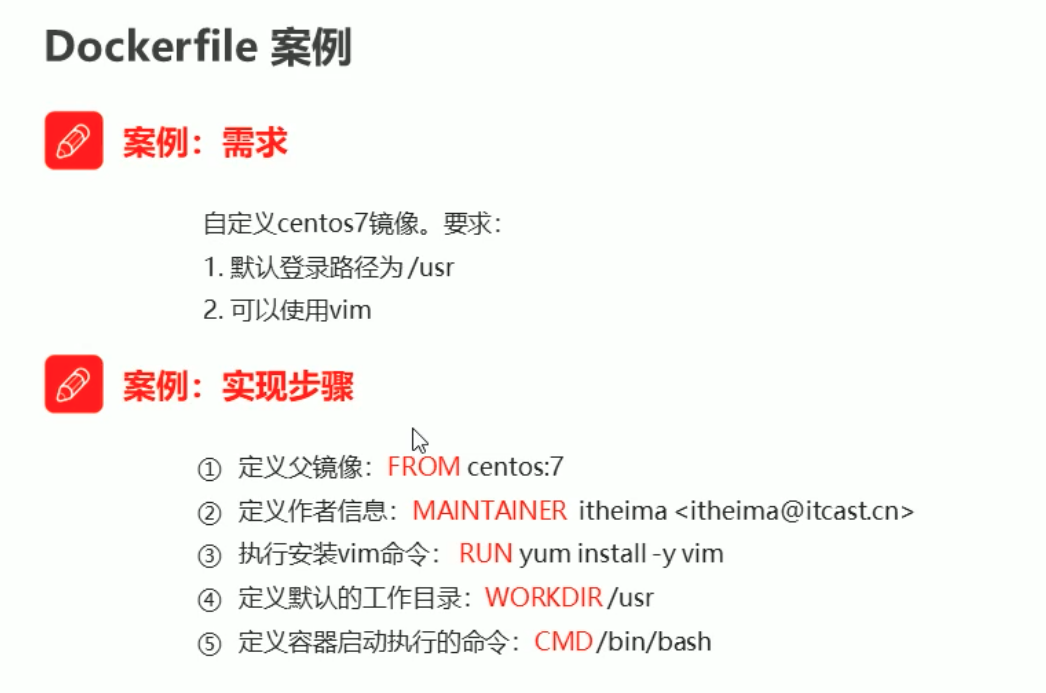 Dockerfile 案例
案例：需求
自定义centos7镜像。要求：
1. 默认登录路径为 /usr
2. 可以使用vim
案例：实现步骤
① 定义父镜像：FROM centos:7
② 定义作者信息：MAINTAINER itheima <itheima@itcast.cn>
③ 执行安装vim命令： RUN yum install -y vim
④ 定义默认的工作目录：WORKDIR /usr
⑤ 定义容器启动执行的命令：CMD /bin/bash